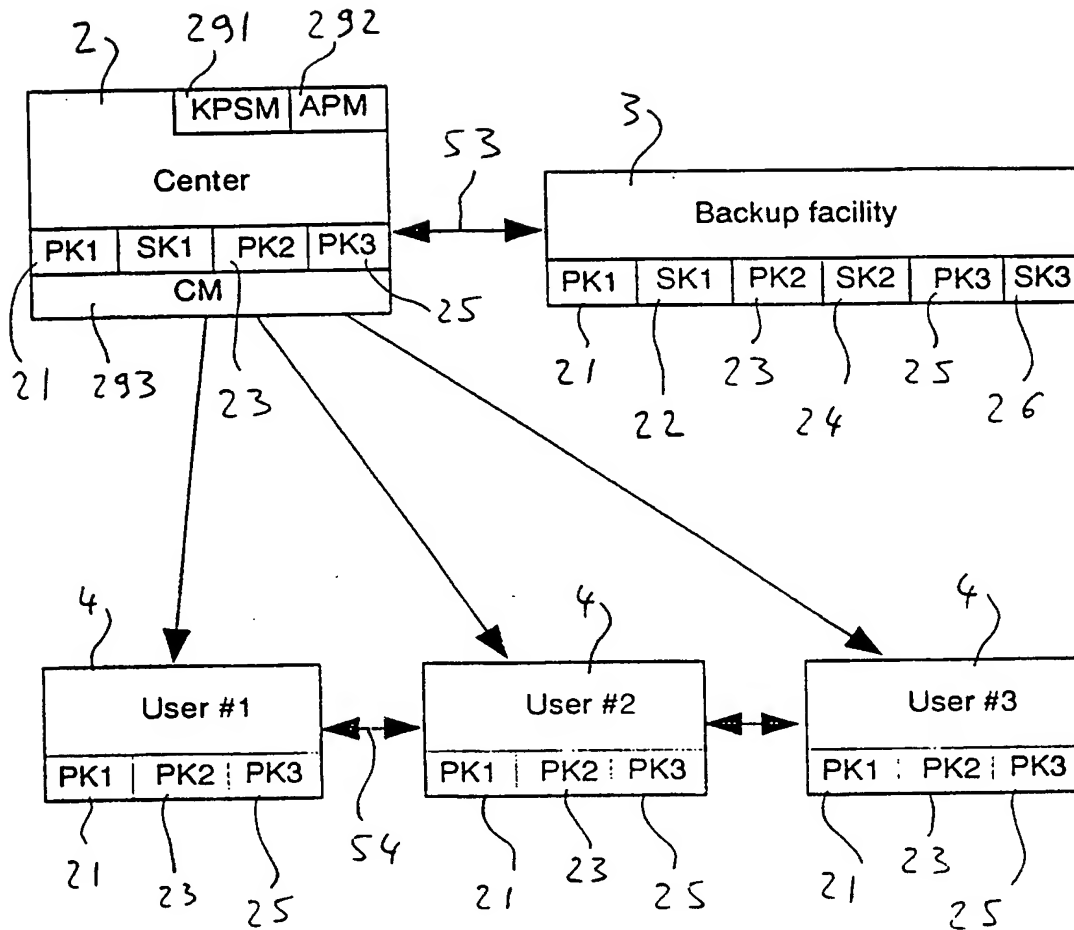 2 291 292
KPSM APM
Center
PK1 SK1 PK2 PK3
CM
21 293 23 25
53
3
Backup facility
PK1 SK1 PK2 SK2 PK3 SK3
21 22 23 24 25 26
4 4 4
User #1 User #2 User #3
PK1 PK2 PK3 PK1 PK2 PK3 PK1 PK2 PK3
21 23 25 54 21 23 25 21 23 25